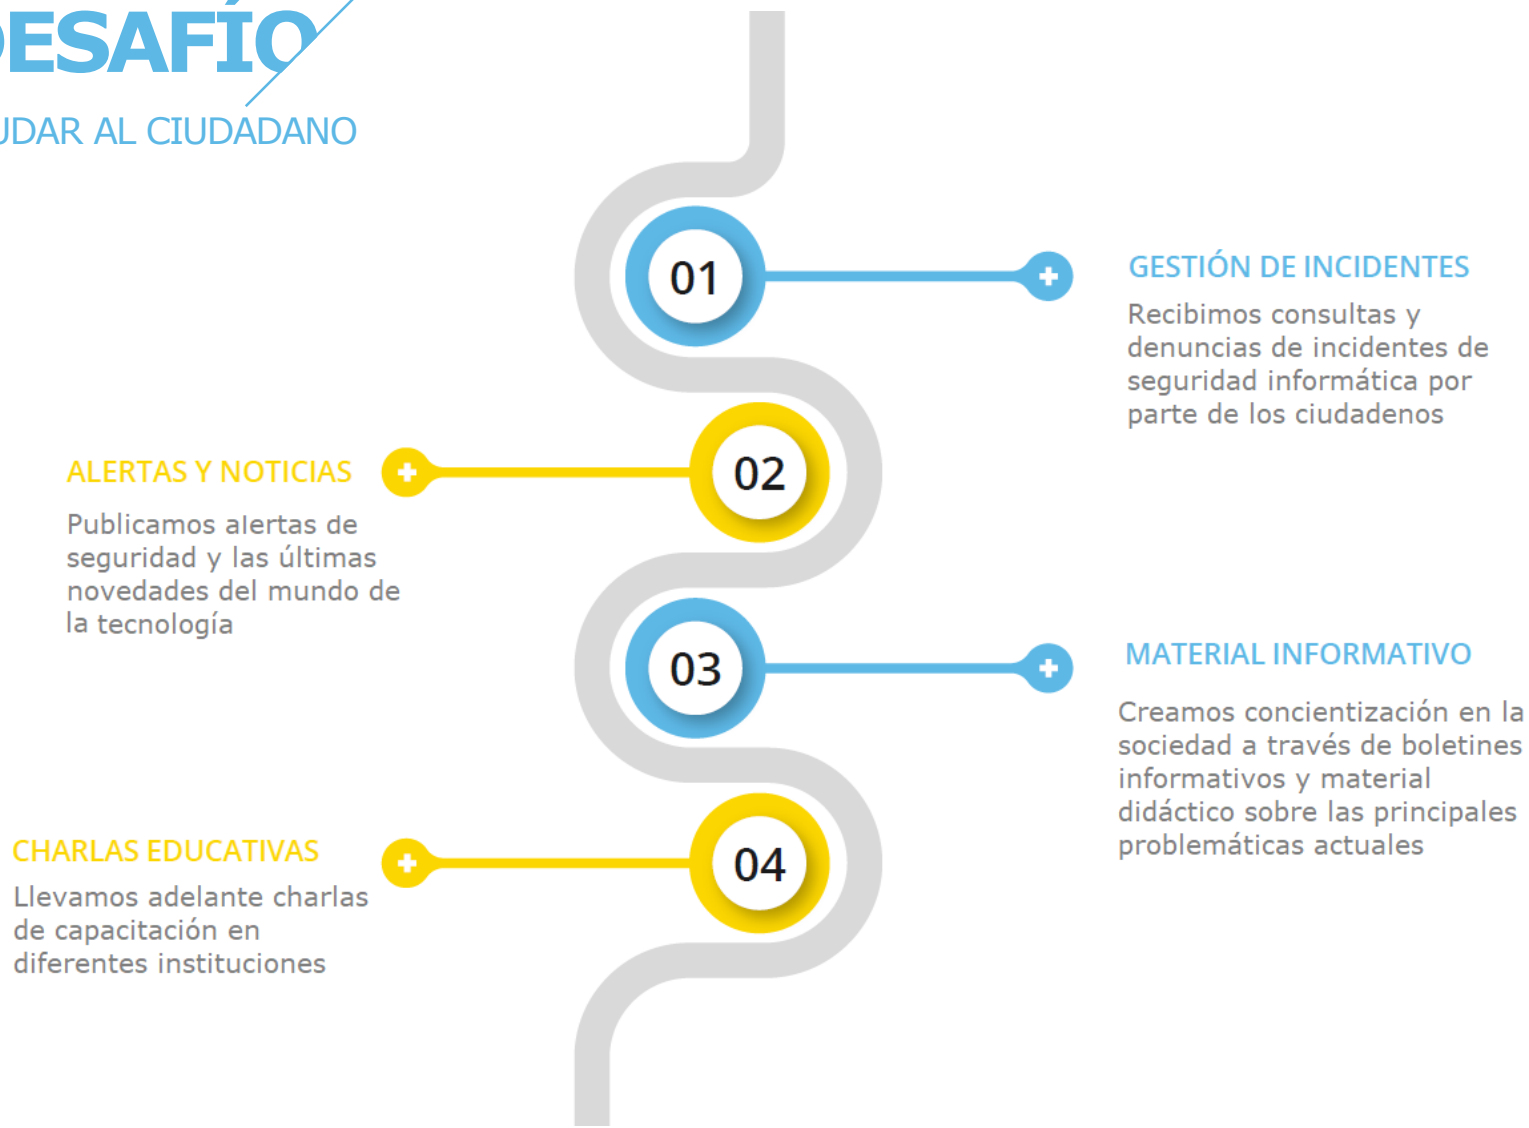 DESAFÍO
UDAR AL CIUDADANO
01
GESTIÓN DE INCIDENTES
Recibimos consultas y
denuncias de incidentes de
seguridad informática por
parte de los ciudadenos
02
ALERTAS Y NOTICIAS
Publicamos alertas de
seguridad y las últimas
novedades del mundo de
la tecnología
03
MATERIAL INFORMATIVO
Creamos concientización en la
sociedad a través de boletines
informativos y material
didáctico sobre las principales
problemáticas actuales
04
CHARLAS EDUCATIVAS
Llevamos adelante charlas
de capacitación en
diferentes instituciones